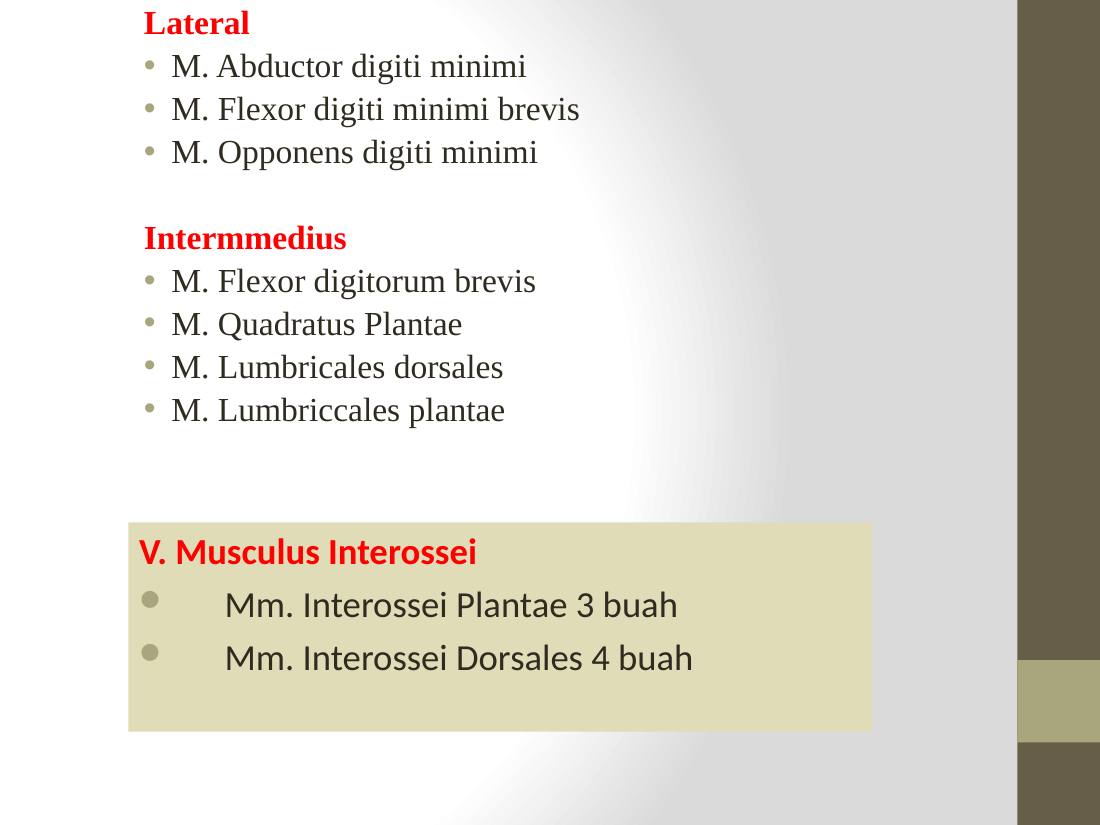 Lateral
• M. Abductor digiti minimi
• M. Flexor digiti minimi brevis
• M. Opponens digiti minimi
Intermmedius
• M. Flexor digitorum brevis
• M. Quadratus Plantae
• M. Lumbricales dorsales
• M. Lumbriccales plantae
V. Musculus Interossei
• Mm. Interossei Plantae 3 buah
• Mm. Interossei Dorsales 4 buah